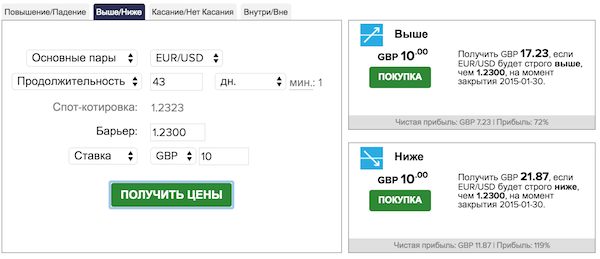 Повышение/Падение Выше/Ниже Касание/Нет Касания Внутри/Вне
Основные пары EUR/USD
Продолжительность 43 дн. мин.: 1
Спот-котировка: 1.2323
Барьер: 1.2300
Ставка GBP 10
ПОЛУЧИТЬ ЦЕНЫ
Выше
GBP 10.00
ПОКУПКА
Получить GBP 17.23, если
EUR/USD будет строго выше,
чем 1.2300, на момент
закрытия 2015-01-30.
Чистая прибыль: GBP 7.23 | Прибыль: 72%
Ниже
GBP 10.00
ПОКУПКА
Получить GBP 21.87, если
EUR/USD будет строго ниже,
чем 1.2300, на момент
закрытия 2015-01-30.
Чистая прибыль: GBP 11.87 | Прибыль: 119%